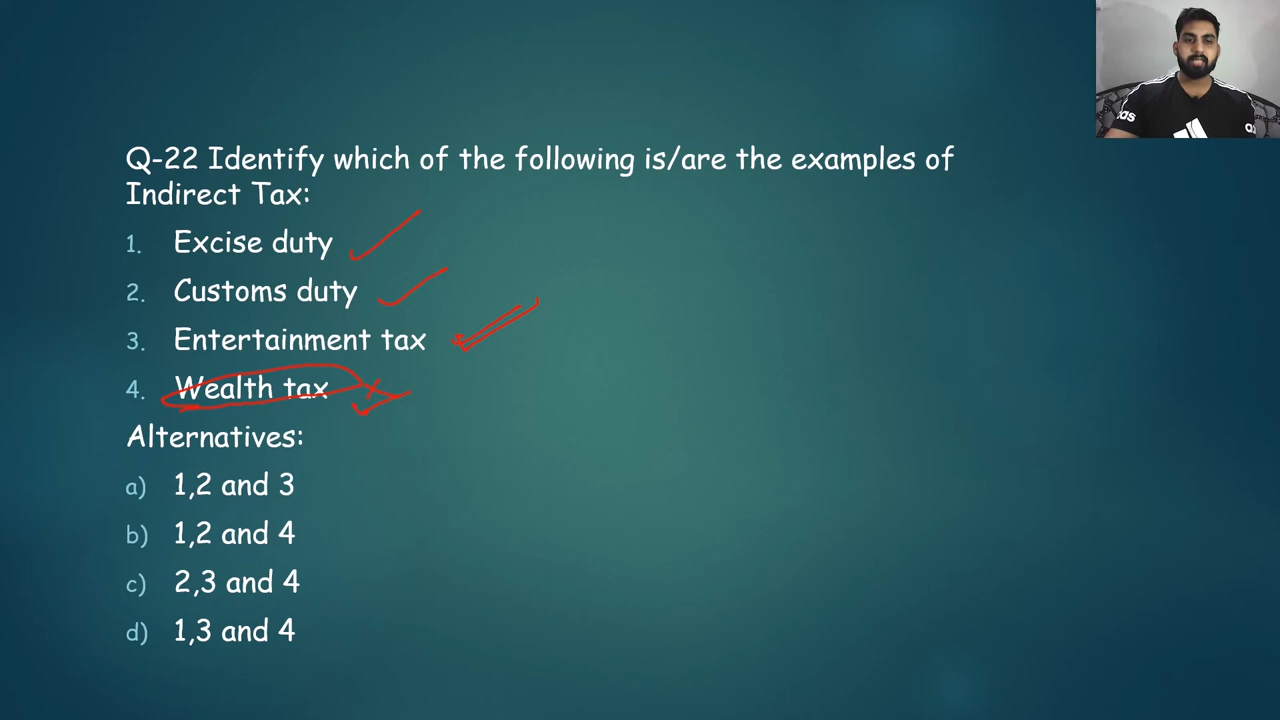 Q-22 Identify which of the following is/are the examples of
Indirect Tax:
1. Excise duty
2. Customs duty
3. Entertainment tax
4. Wealth tax
Alternatives:
a) 1,2 and 3
b) 1,2 and 4
c) 2,3 and 4
d) 1,3 and 4